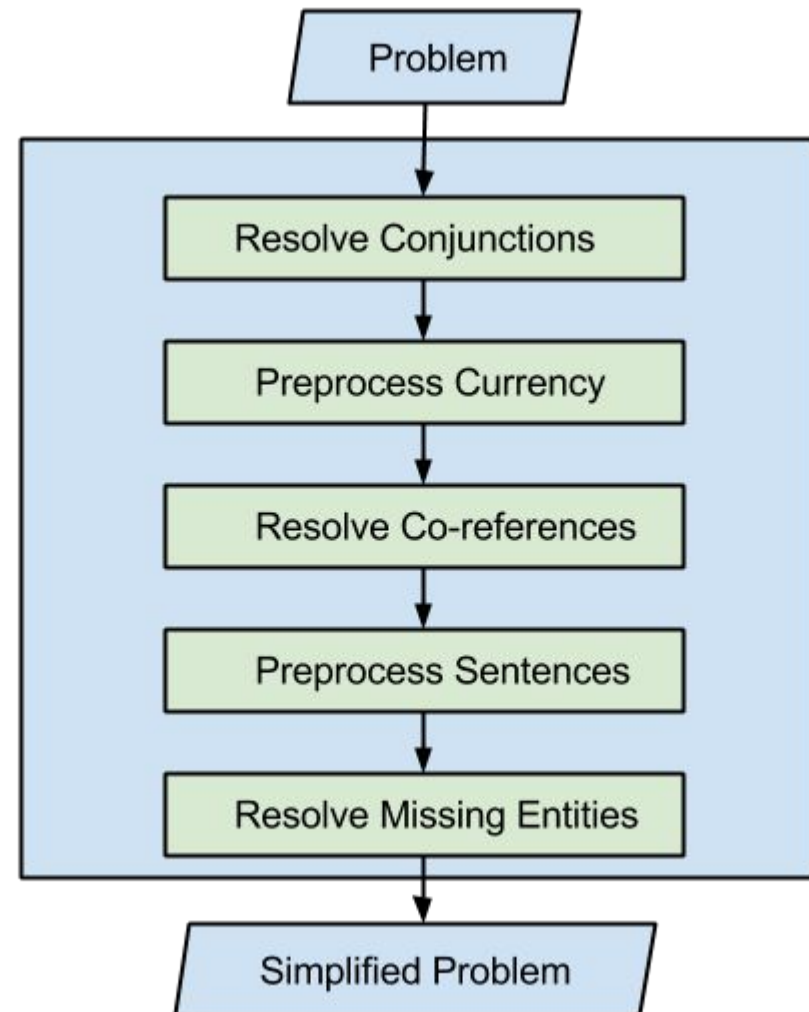 Problem
Resolve Conjunctions
Preprocess Currency
Resolve Co-references
Preprocess Sentences
Resolve Missing Entities
Simplified Problem